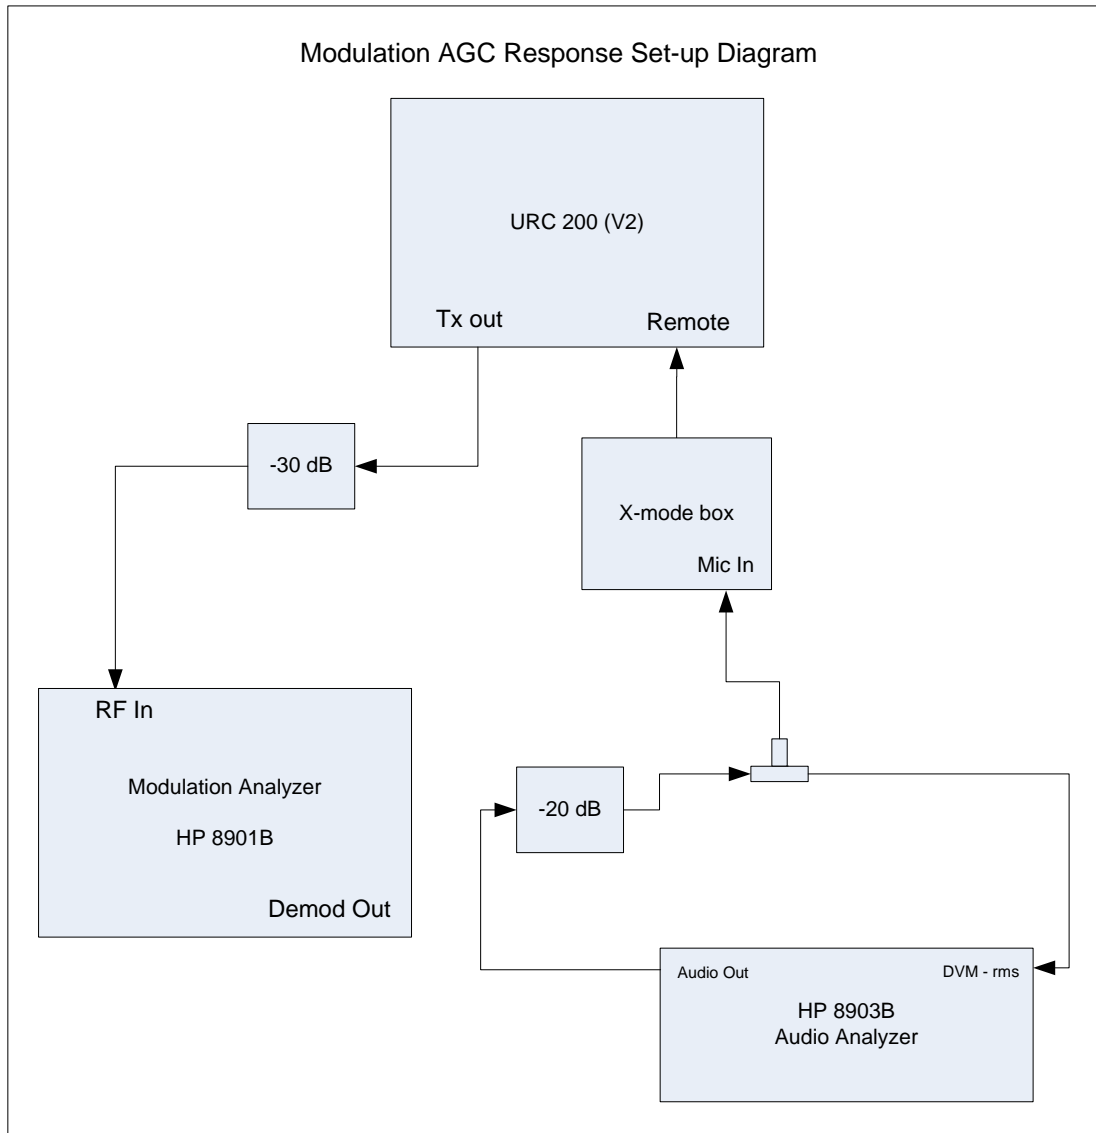 Modulation AGC Response Set-up Diagram
URC 200 (V2)
Tx out
Remote
-30 dB
X-mode box
Mic In
RF In
Modulation Analyzer
HP 8901B
Demod Out
-20 dB
Audio Out
DVM - rms
HP 8903B
Audio Analyzer